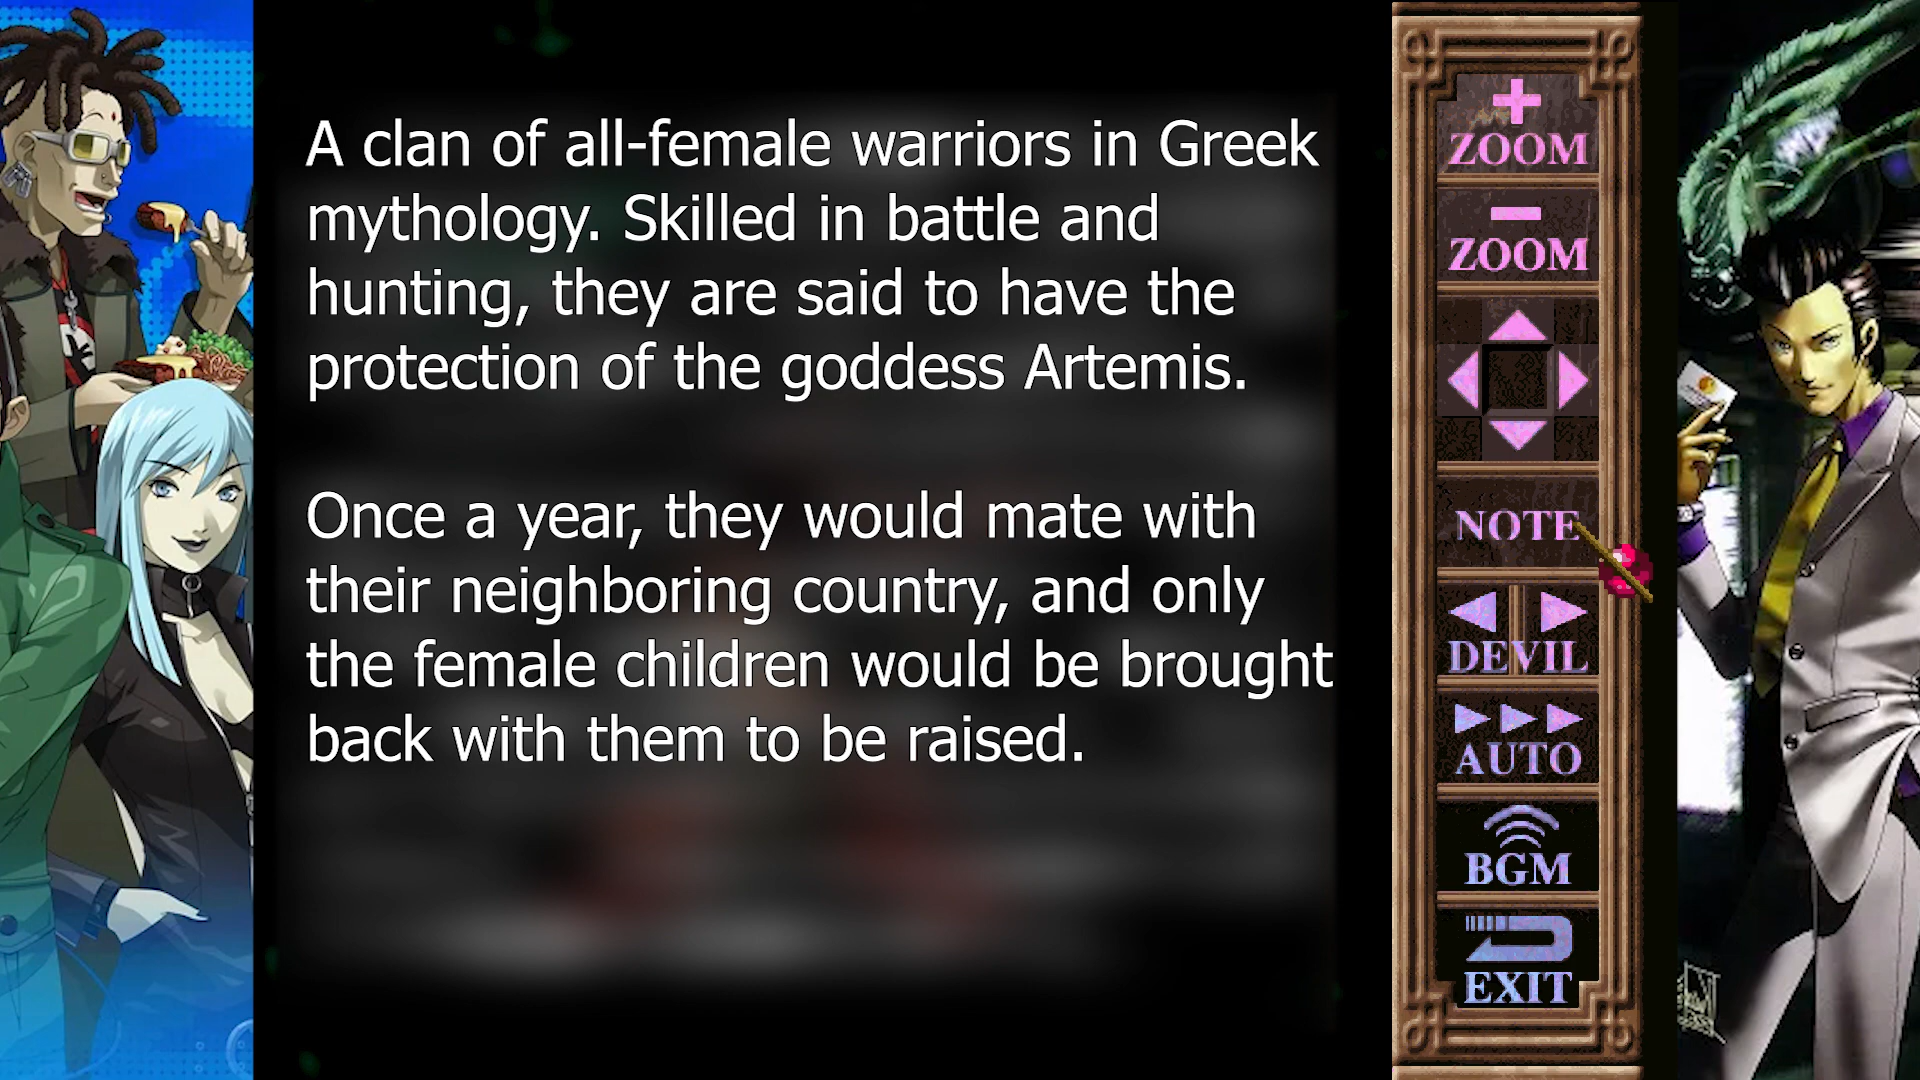 A clan of all-female warriors in Greek
mythology. Skilled in battle and
hunting, they are said to have the
protection of the goddess Artemis.
Once a year, they would mate with
their neighboring country, and only
the female children would be brought
back with them to be raised.
ZOOM
ZOOM
NOTE
DEVIL
AUTO
BGM
EXIT